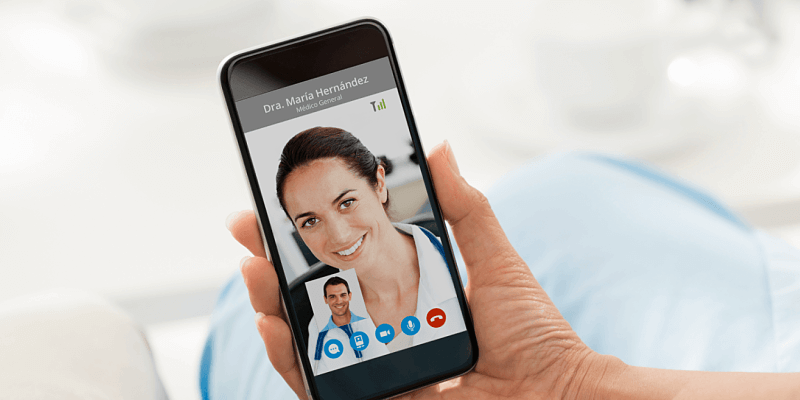 Dra. María Hernández
Médico General
T